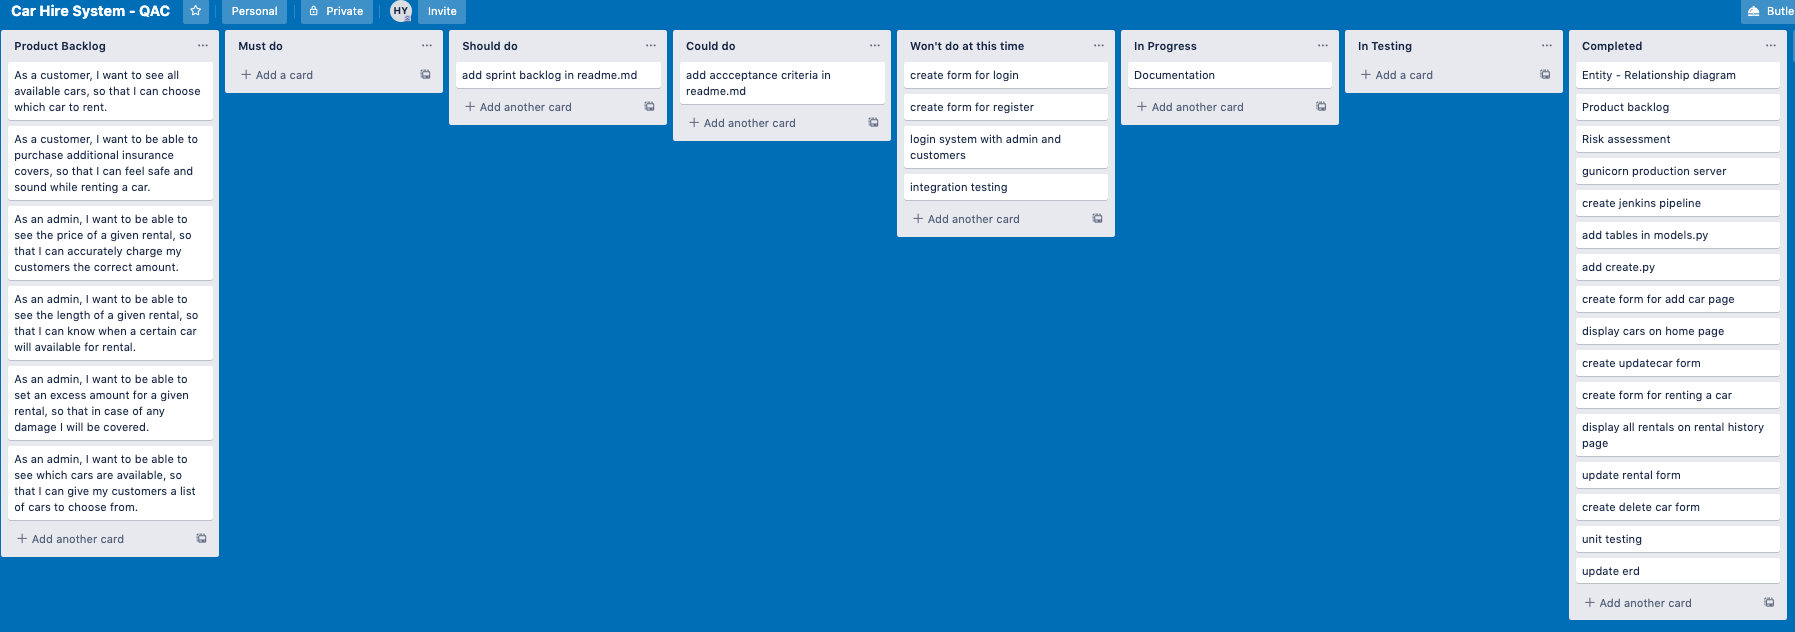 Car Hire System - QAC
Personal
Private
HY
Invite
Butle
Product Backlog
As a customer, I want to see all
available cars, so that I can choose
which car to rent.
As a customer, I want to be able to
purchase additional insurance
covers, so that I can feel safe and
sound while renting a car.
As an admin, I want to be able to
see the price of a given rental, so
that I can accurately charge my
customers the correct amount.
As an admin, I want to be able to
see the length of a given rental, so
that I can know when a certain car
will available for rental.
As an admin, I want to be able to
set an excess amount for a given
rental, so that in case of any
damage I will be covered.
As an admin, I want to be able to
see which cars are available, so
that I can give my customers a list
of cars to choose from.
+ Add another card
Must do
+ Add a card
Should do
add sprint backlog in readme.md
+ Add another card
Could do
add accceptance criteria in
readme.md
+ Add another card
Won't do at this time
create form for login
create form for register
login system with admin and
customers
integration testing
+ Add another card
In Progress
Documentation
+ Add another card
In Testing
+ Add a card
Completed
Entity - Relationship diagram
Product backlog
Risk assessment
gunicorn production server
create jenkins pipeline
add tables in models.py
add create.py
create form for add car page
display cars on home page
create updatecar form
create form for renting a car
display all rentals on rental history
page
update rental form
create delete car form
unit testing
update erd
+ Add another card